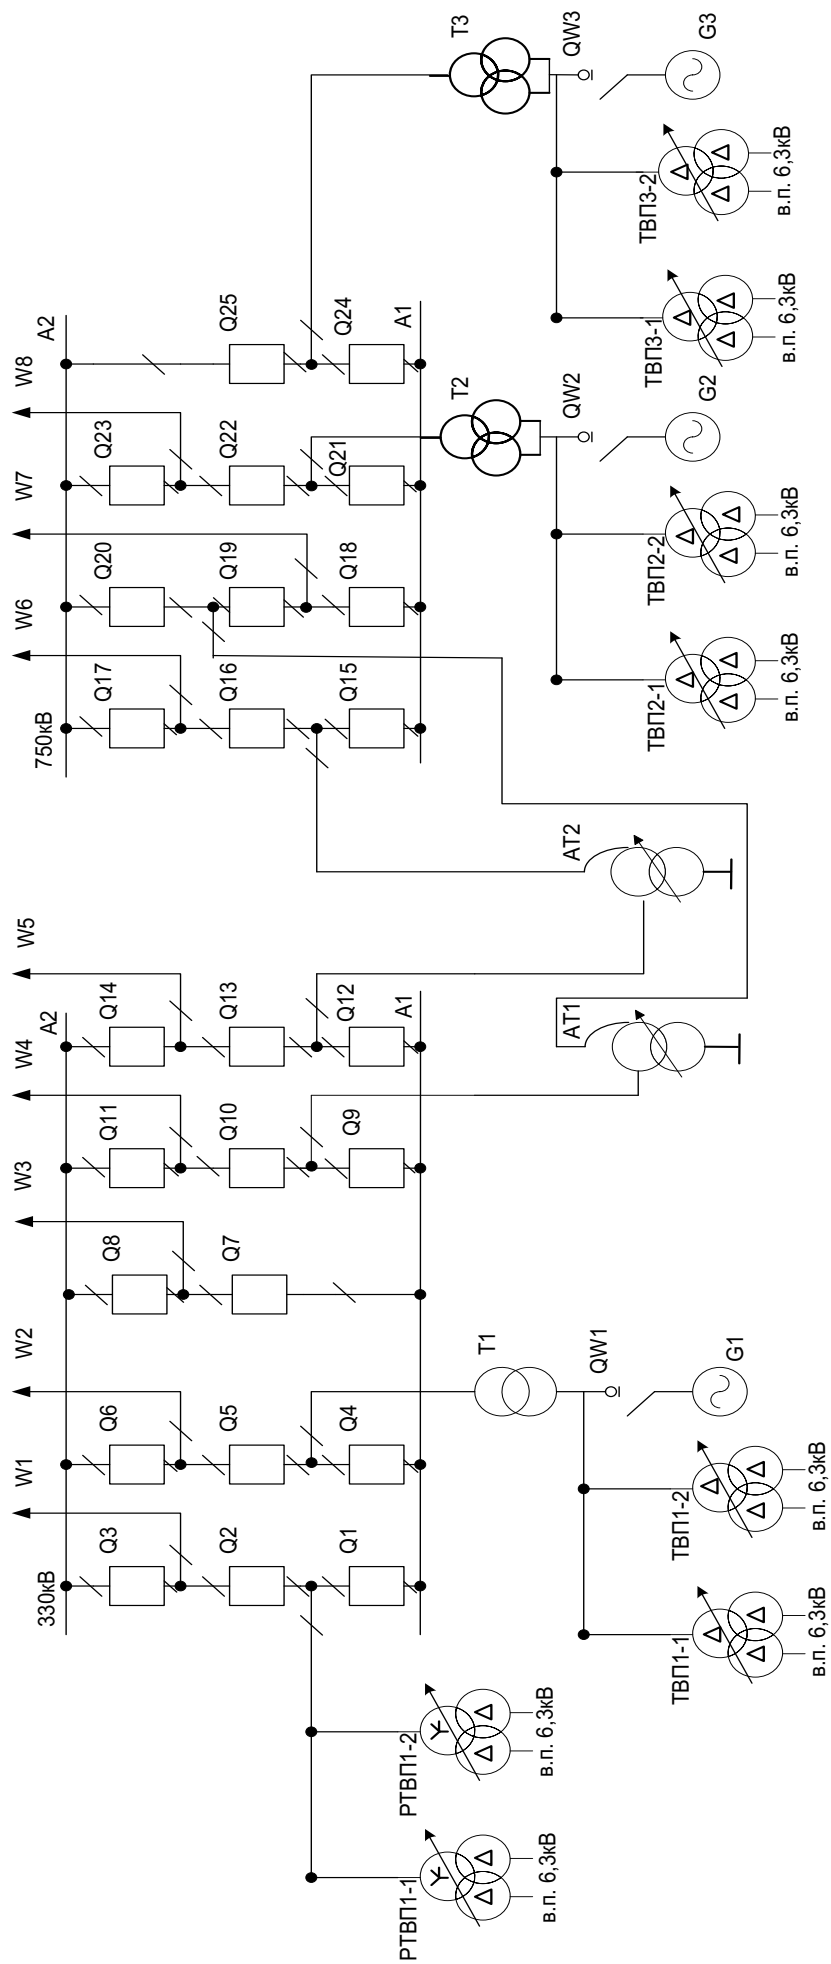 W1
W2
W3
W4
W5
W6
W7
W8
330кВ
A2
750кВ
A2
Q3
Q6
Q8
Q11
Q14
Q17
Q20
Q23
Q2
Q5
Q7
Q10
Q13
Q16
Q19
Q22
Q25
Q1
Q4
Q9
Q12
Q15
Q18
Q21
Q24
A1
A1
РТВП1-1
РТВП1-2
в.п. 6,3кВ
в.п. 6,3кВ
T1
T2
T3
AT1
AT2
QW1
QW2
QW3
ТВП1-1
ТВП1-2
ТВП2-1
ТВП2-2
ТВП3-1
ТВП3-2
G1
G2
G3
в.п. 6,3кВ
в.п. 6,3кВ
в.п. 6,3кВ
в.п. 6,3кВ
в.п. 6,3кВ
в.п. 6,3кВ